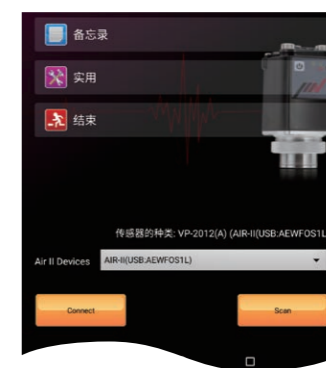 备忘录
实用
结束
传感器的种类: VP-2012(A) (AIR-II(USB:AEWFOS1L
Air II Devices AIR-II(USB:AEWFOS1L)
Connect Scan